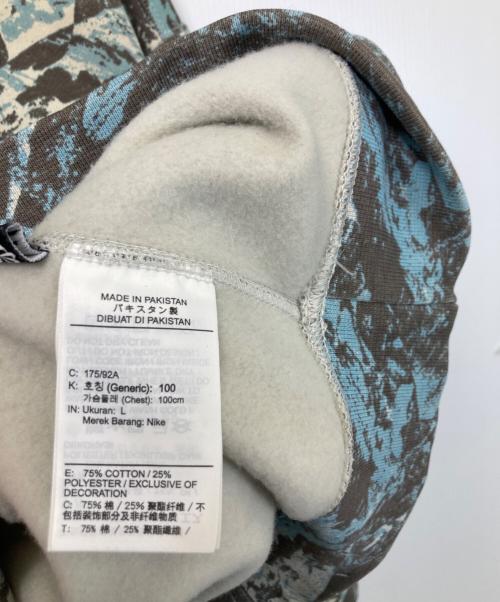 MADE IN PAKISTAN
パキスタン製
DIBUAT DI PAKISTAN
C: 175/92A
K: 호칭 (Generic): 100
가슴둘레 (Chest): 100cm
IN: Ukuran: L
Merek Barang: Nike
E: 75% COTTON / 25%
POLYESTER / EXCLUSIVE OF
DECORATION
C: 75% 棉 / 25% 聚酯纤维 / 不
包括装饰部分及非纤维物质
T: 75% 棉 / 25% 聚酯纖維 /